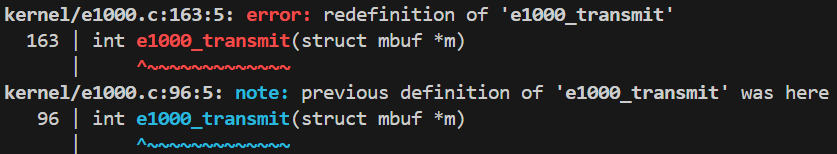 kernel/e1000.c:163:5: error: redefinition of 'e1000_transmit'
163 | int e1000_transmit(struct mbuf *m)
| ^~~~~~~~~~~~~~
kernel/e1000.c:96:5: note: previous definition of 'e1000_transmit' was here
96 | int e1000_transmit(struct mbuf *m)
| ^~~~~~~~~~~~~~